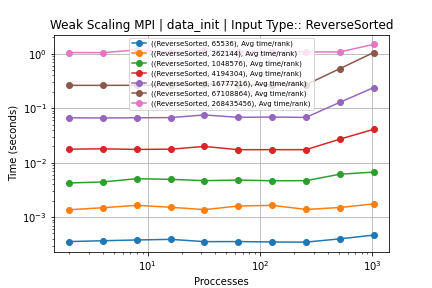 Weak Scaling MPI | data_init | Input Type:: ReverseSorted
Time (seconds)
10⁰
10⁻¹
10⁻²
10⁻³
((ReverseSorted, 65536), Avg time/rank)
((ReverseSorted, 262144), Avg time/rank)
((ReverseSorted, 1048576), Avg time/rank)
((ReverseSorted, 4194304), Avg time/rank)
((ReverseSorted, 16777216), Avg time/rank)
((ReverseSorted, 67108864), Avg time/rank)
((ReverseSorted, 268435456), Avg time/rank)
10¹ 10² 10³
Proccesses